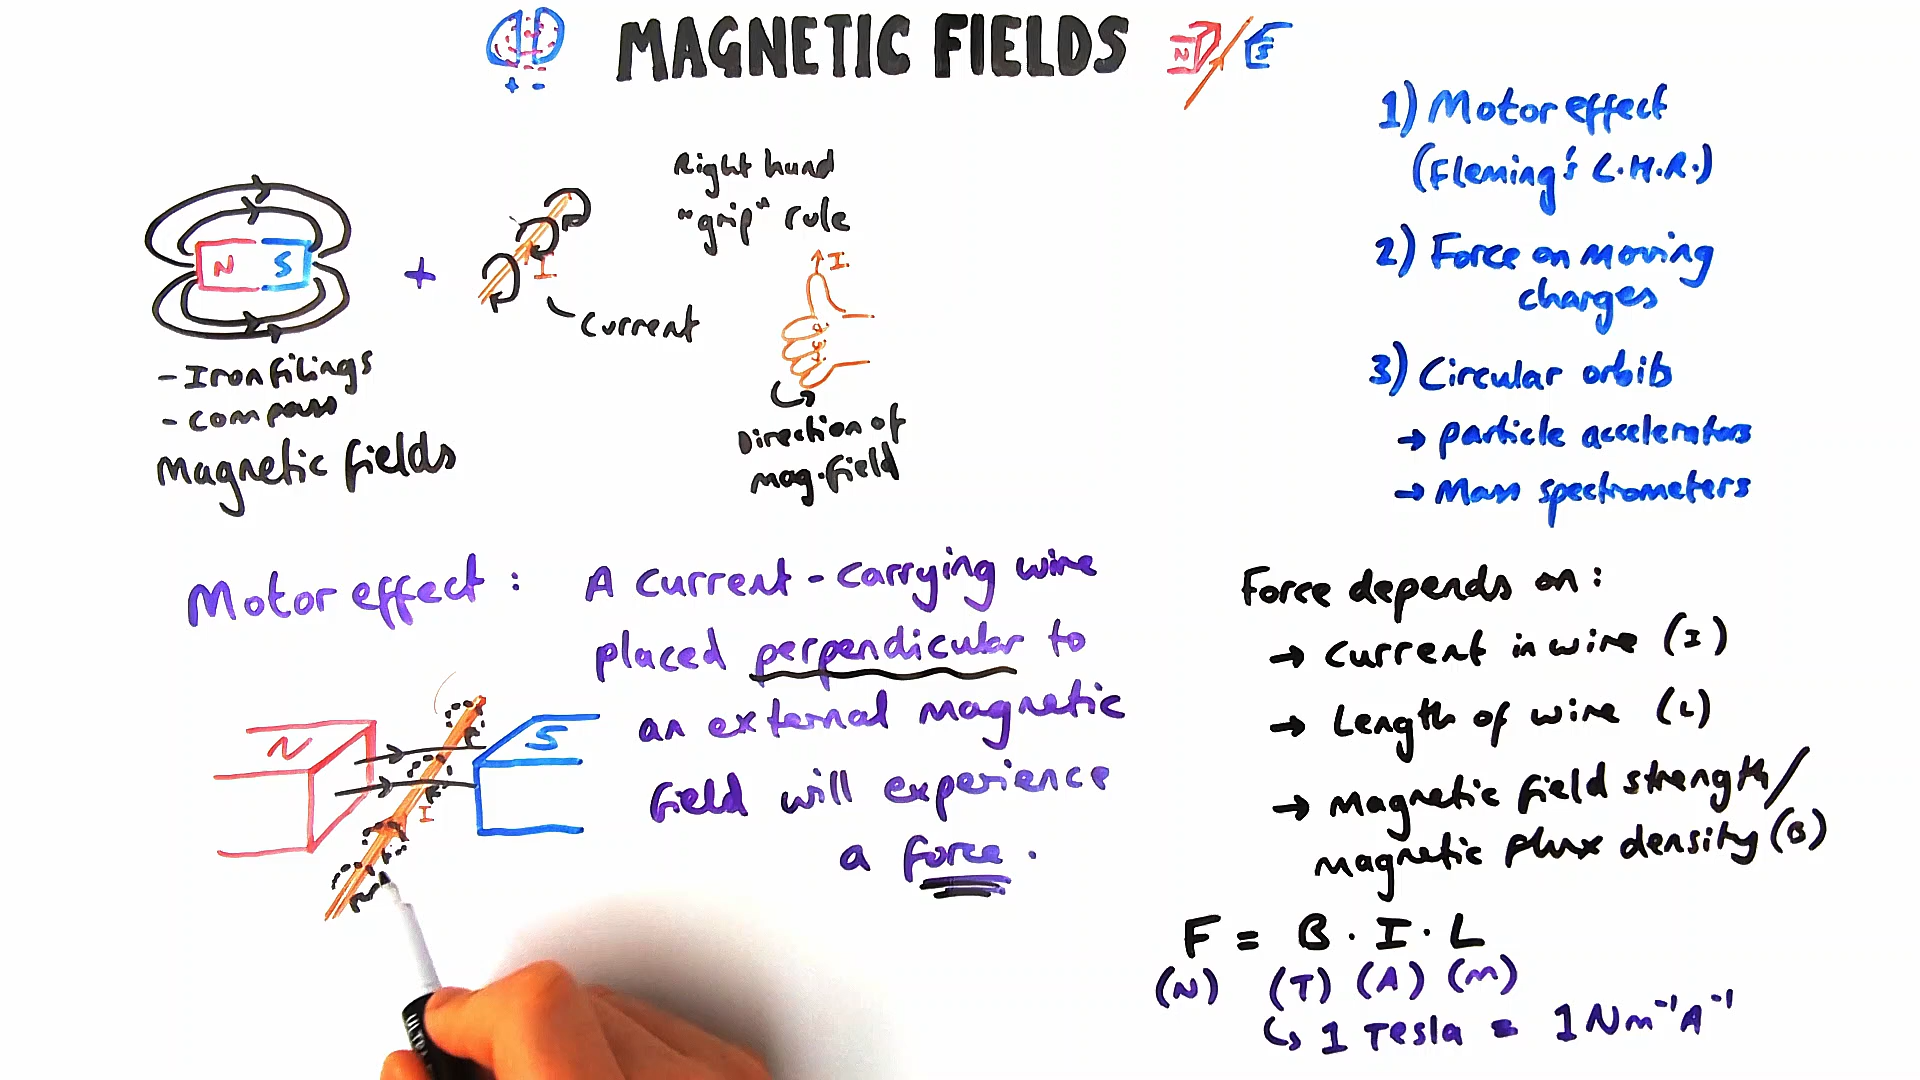 MAGNETIC FIELDS
N
S
+ -
1) Motor effect
(Fleming's L.H.R.)
2) Force on moving
charges
3) Circular orbits
→ particle accelerators
→ Mass spectrometers
N S
- Iron filings
- compass
Magnetic fields
+
I
Current
Right hand
"grip" rule
I
Direction of
mag. field
Motor effect : A current-carrying wire
placed perpendicular to
an external magnetic
field will experience
a force.
N
S
I
Force depends on :
→ Current in wire (I)
→ Length of wire (L)
→ Magnetic field strength/
magnetic flux density (B)
F = B . I . L
(N) (T) (A) (m)
↳ 1 Tesla = 1Nm⁻¹A⁻¹